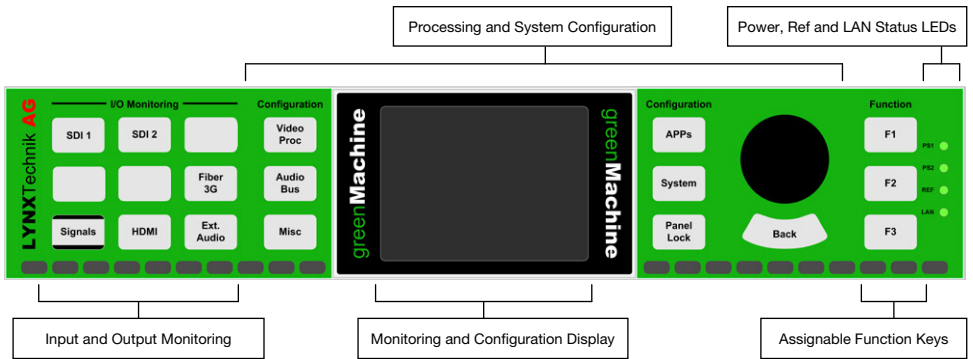 Processing and System Configuration
Power, Ref and LAN Status LEDs
LYNXTechnik AG
I/O Monitoring
Configuration
SDI 1
SDI 2
Video
Proc
Fiber
3G
Audio
Bus
Signals
HDMI
Ext.
Audio
Misc
greenMachine
greenMachine
Configuration
Function
APPs
F1
PS1
System
F2
PS2
REF
LAN
Panel
Lock
Back
F3
Input and Output Monitoring
Monitoring and Configuration Display
Assignable Function Keys